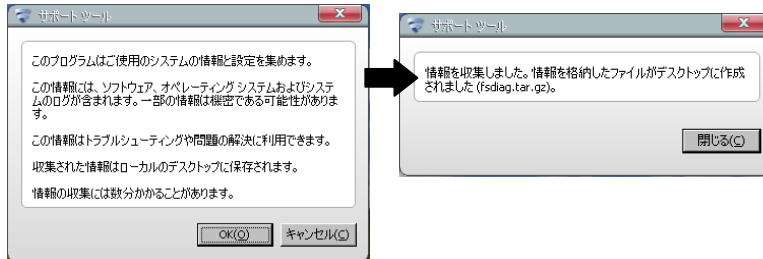 サポート ツール
このプログラムはご使用のシステムの情報と設定を集めます。
この情報には、ソフトウェア、オペレーティング システムおよびシステ
ムのログが含まれます。一部の情報は機密である可能性がありま
す。
この情報はトラブルシューティングや問題の解決に利用できます。
収集された情報はローカルのデスクトップに保存されます。
情報の収集には数分かかることがあります。
OK(O)
キャンセル(C)
サポート ツール
情報を収集しました。情報を格納したファイルがデスクトップに作成
されました (fsdiag.tar.gz)。
閉じる(C)